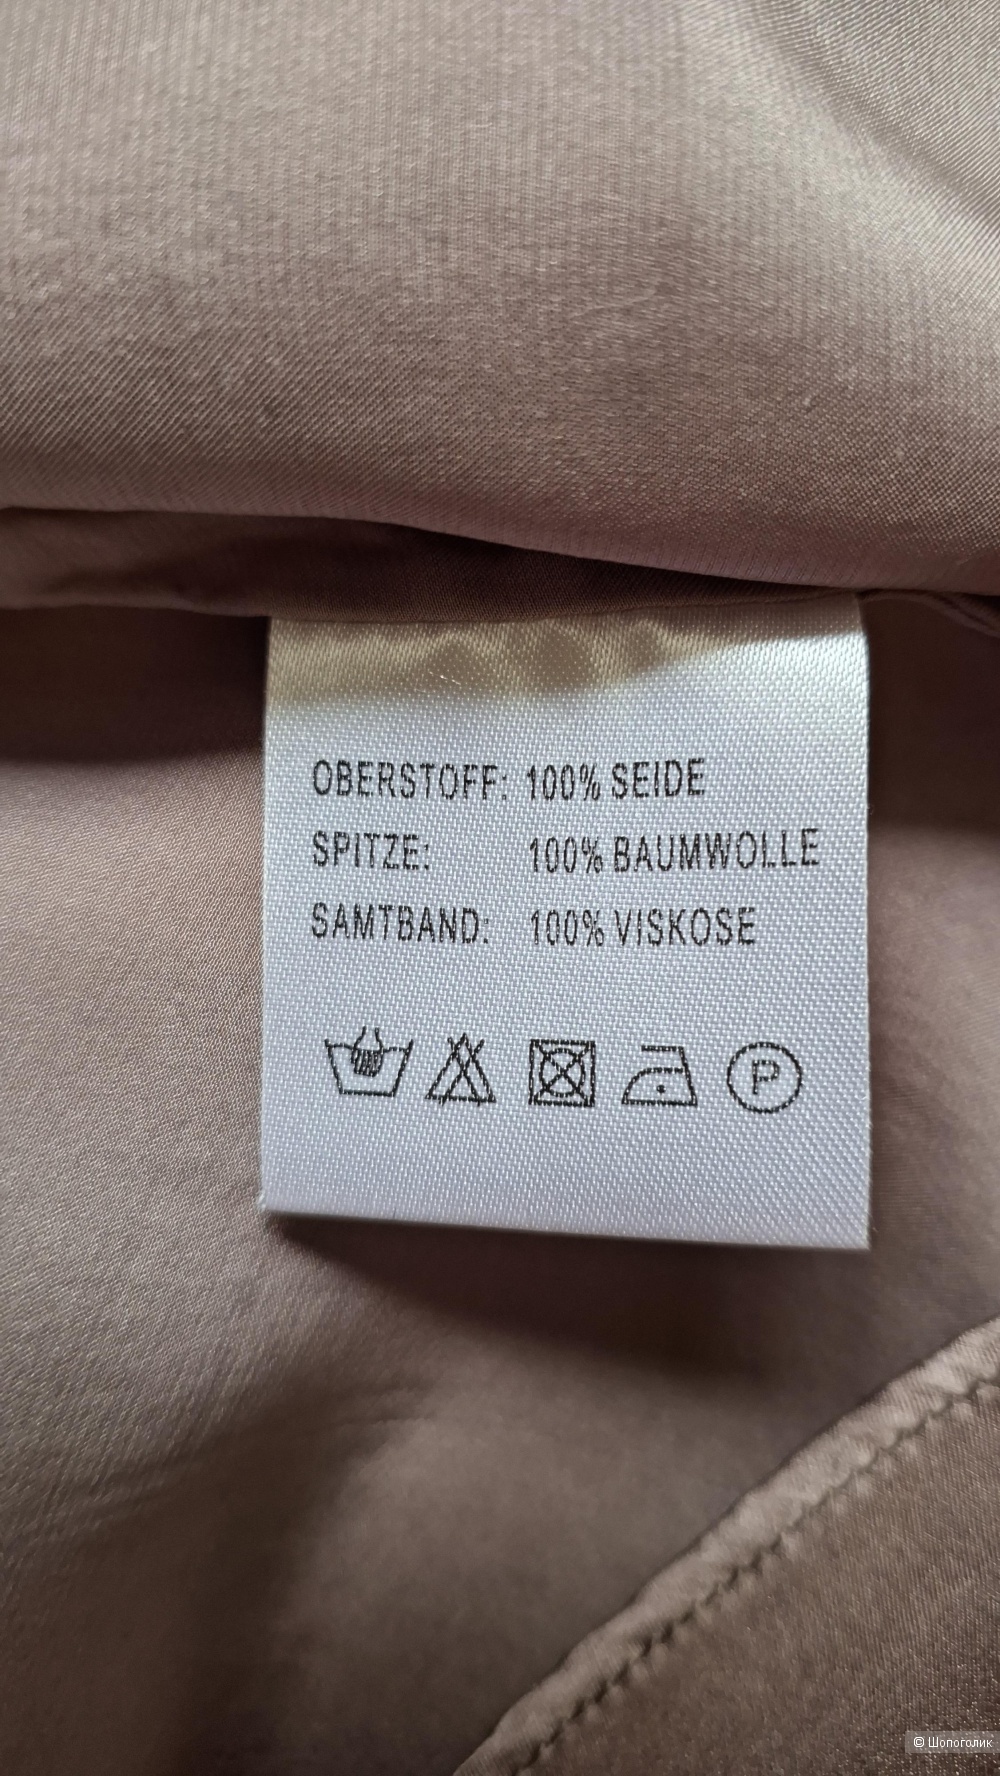 OBERSTOFF: 100% SEIDE
SPITZE: 100% BAUMWOLLE
SAMTBAND: 100% VISKOSE
P
© Шопоголик